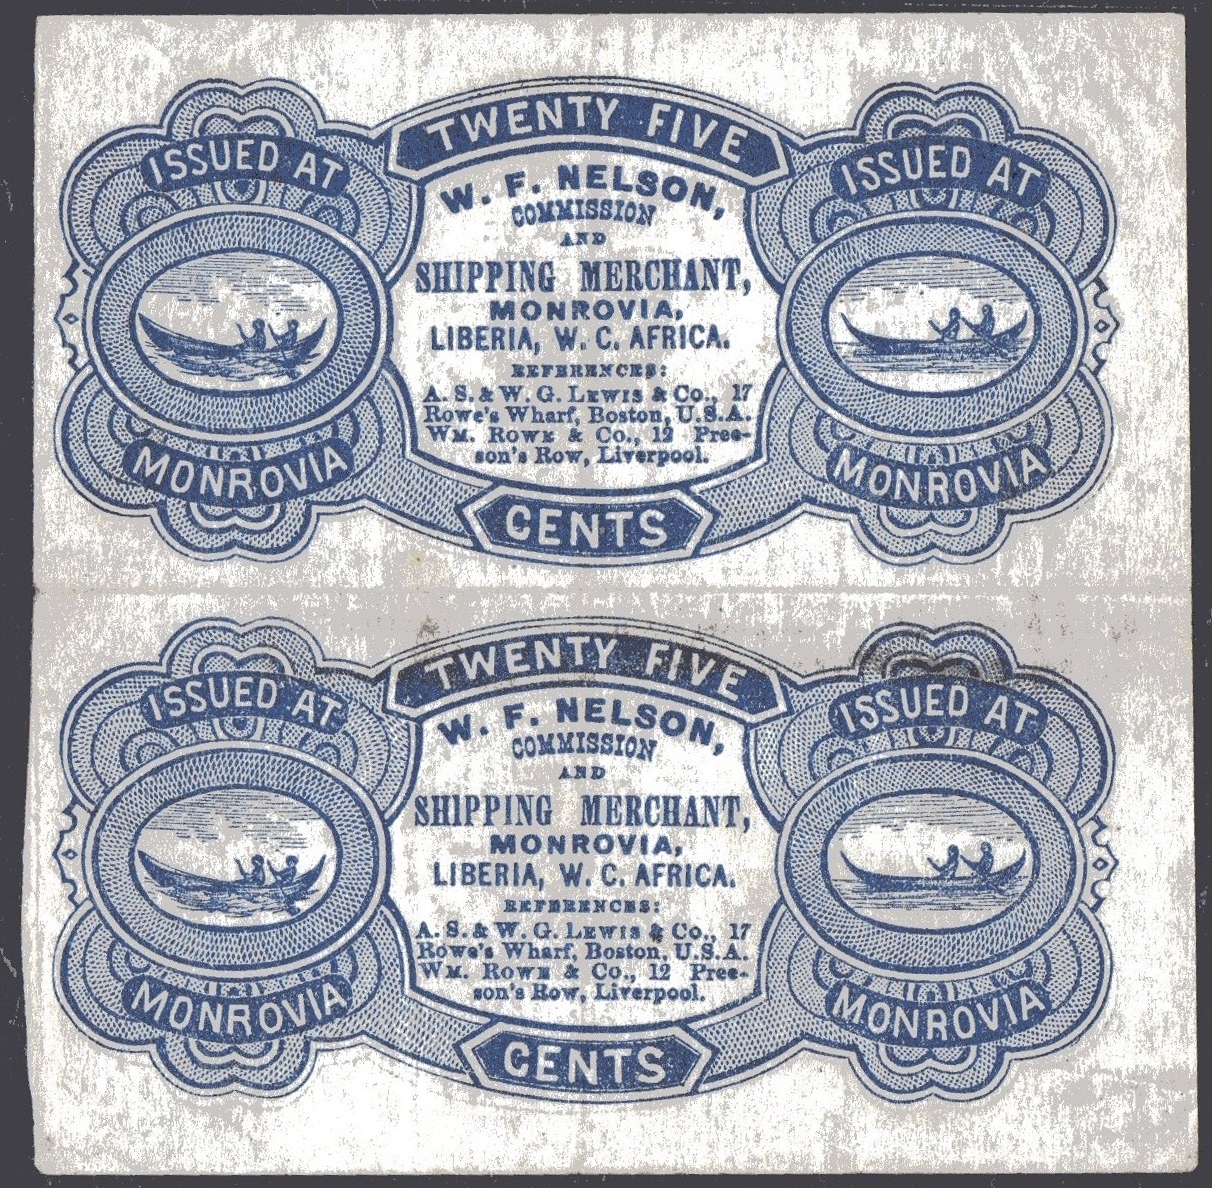 TWENTY FIVE
ISSUED AT
ISSUED AT
W. F. NELSON,
COMMISSION
AND
SHIPPING MERCHANT,
MONROVIA,
LIBERIA, W. C. AFRICA.
REFERENCES:
A. S. & W. G. LEWIS & Co., 17
Rowe's Wharf, Boston, U.S.A.
WM. ROWE & Co., 12 Pree-
son's Row, Liverpool.
MONROVIA
MONROVIA
CENTS
TWENTY FIVE
ISSUED AT
ISSUED AT
W. F. NELSON,
COMMISSION
AND
SHIPPING MERCHANT,
MONROVIA,
LIBERIA, W. C. AFRICA.
REFERENCES:
A. S. & W. G. LEWIS & Co., 17
Rowe's Wharf, Boston, U.S.A.
WM. ROWE & Co., 12 Pree-
son's Row, Liverpool.
MONROVIA
MONROVIA
CENTS